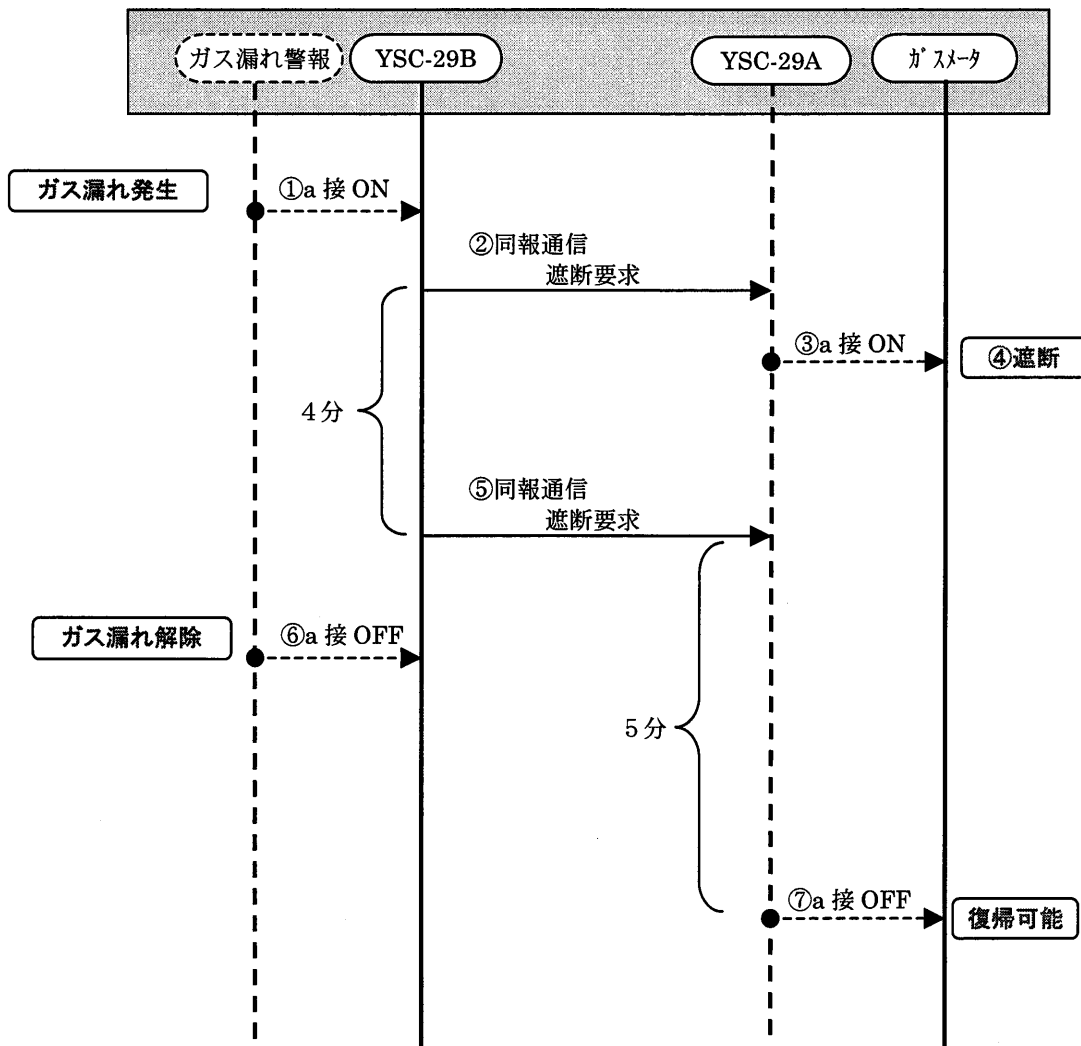 ガス漏れ警報
YSC-29B
YSC-29A
ガスメータ
ガス漏れ発生
①a 接 ON
②同報通信
遮断要求
③a 接 ON
④遮断
4分
⑤同報通信
遮断要求
ガス漏れ解除
⑥a 接 OFF
5分
⑦a 接 OFF
復帰可能